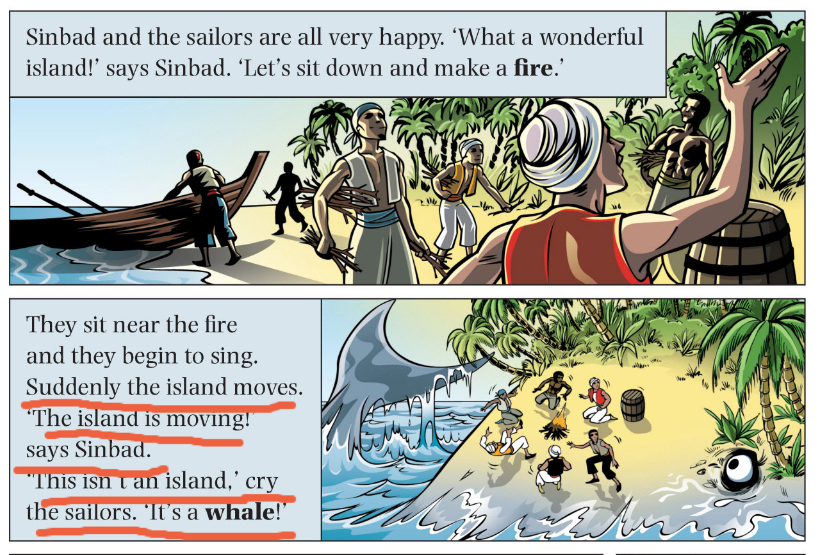 Sinbad and the sailors are all very happy. ‘What a wonderful
island!’ says Sinbad. ‘Let’s sit down and make a fire.’
They sit near the fire
and they begin to sing.
Suddenly the island moves.
‘The island is moving!’
says Sinbad.
‘This isn’t an island,’ cry
the sailors. ‘It’s a whale!’